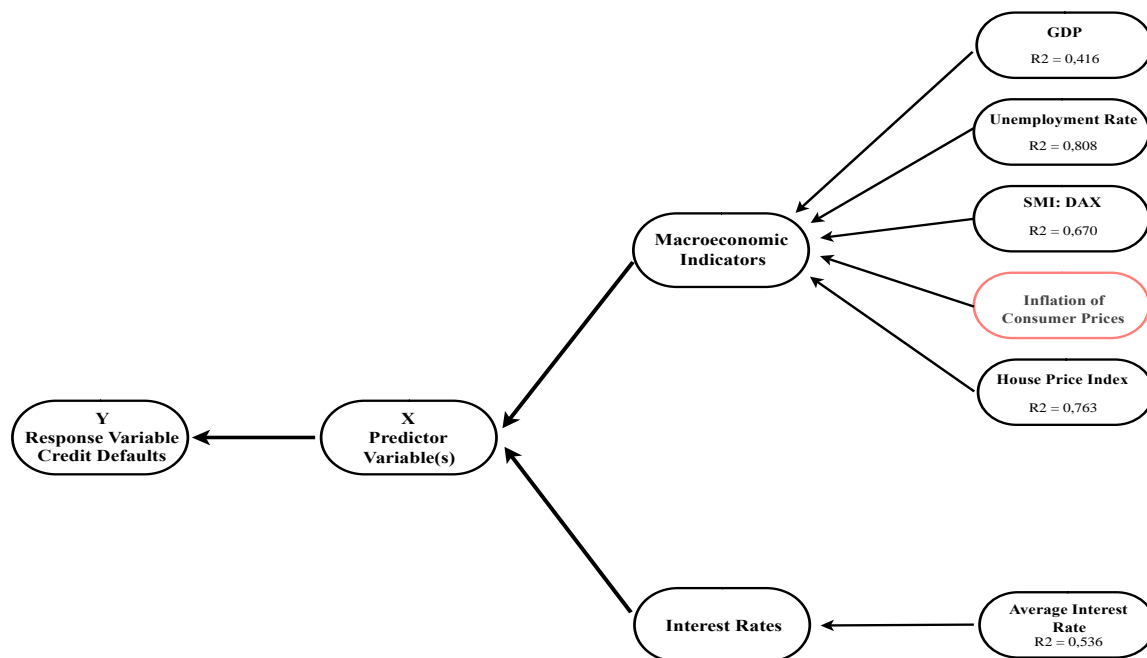 GDP
R2 = 0,416
Unemployment Rate
R2 = 0,808
SMI: DAX
R2 = 0,670
Macroeconomic
Indicators
Inflation of
Consumer Prices
House Price Index
R2 = 0,763
Y
Response Variable
Credit Defaults
X
Predictor
Variable(s)
Interest Rates
Average Interest
Rate
R2 = 0,536